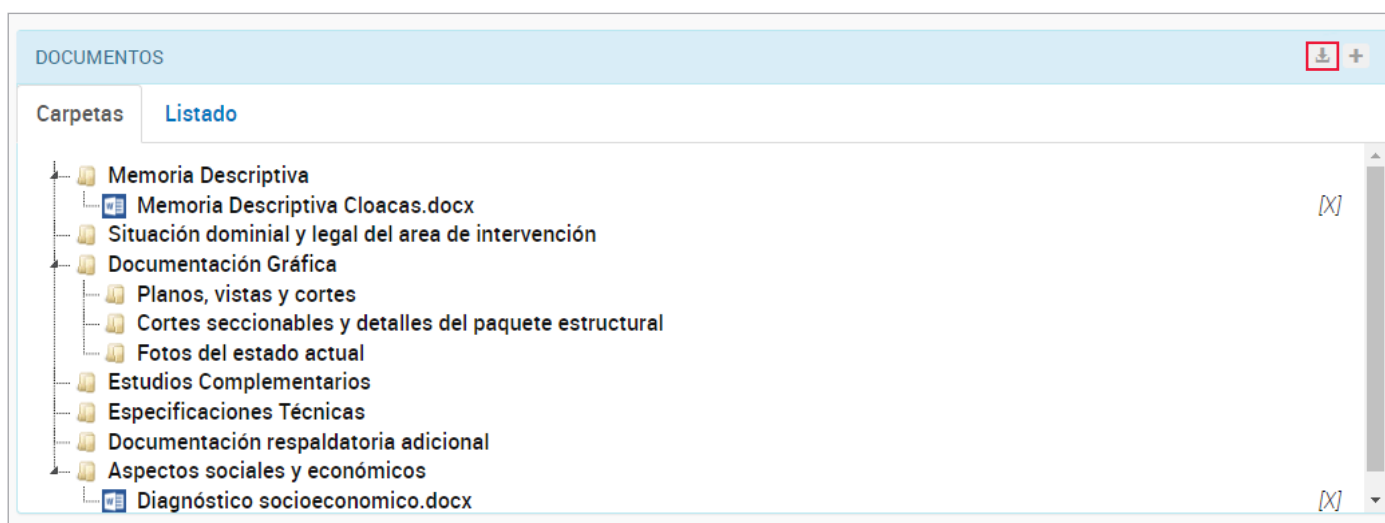 DOCUMENTOS
Carpetas Listado
Memoria Descriptiva
Memoria Descriptiva Cloacas.docx [X]
Situación dominial y legal del area de intervención
Documentación Gráfica
Planos, vistas y cortes
Cortes seccionables y detalles del paquete estructural
Fotos del estado actual
Estudios Complementarios
Especificaciones Técnicas
Documentación respaldatoria adicional
Aspectos sociales y económicos
Diagnóstico socioeconomico.docx [X]